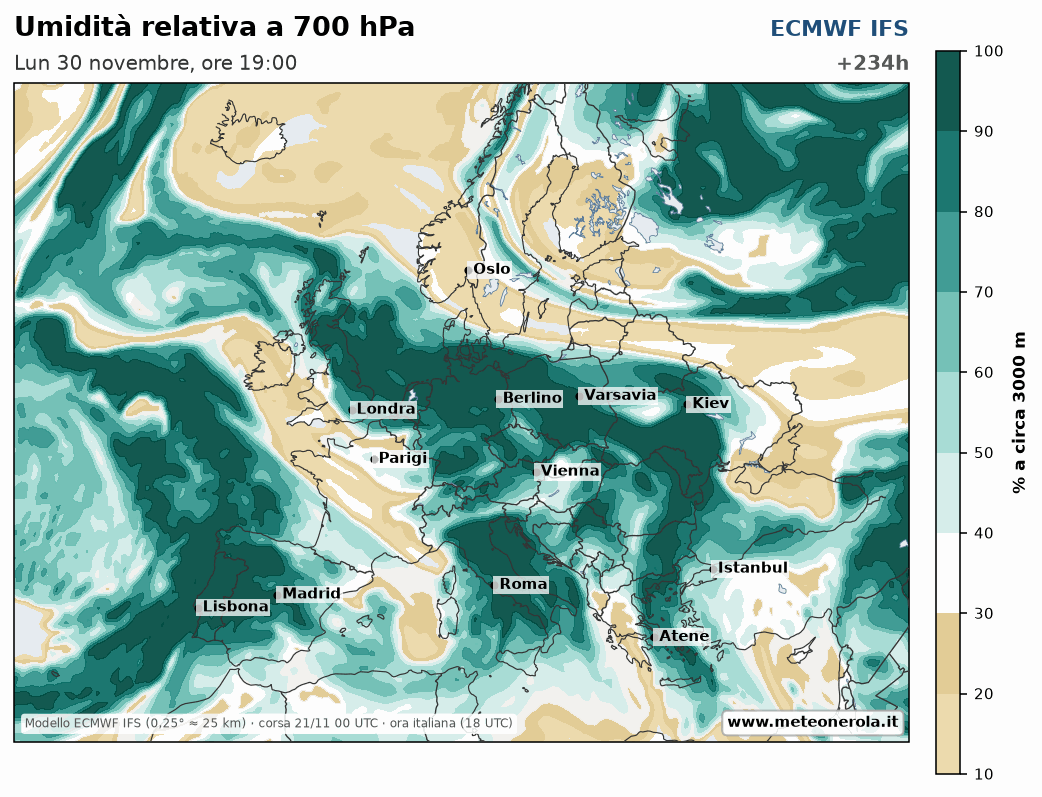 Umidità relativa a 700 hPa
ECMWF IFS
Lun 30 novembre, ore 19:00
+234h
100
90
80
70
60
50
40
30
20
10
% a circa 3000 m
Oslo
Londra
Berlino
Varsavia
Kiev
Parigi
Vienna
Roma
Istanbul
Madrid
Lisbona
Atene
Modello ECMWF IFS (0,25° ≈ 25 km) · corsa 21/11 00 UTC · ora italiana (18 UTC)
www.meteonerola.it